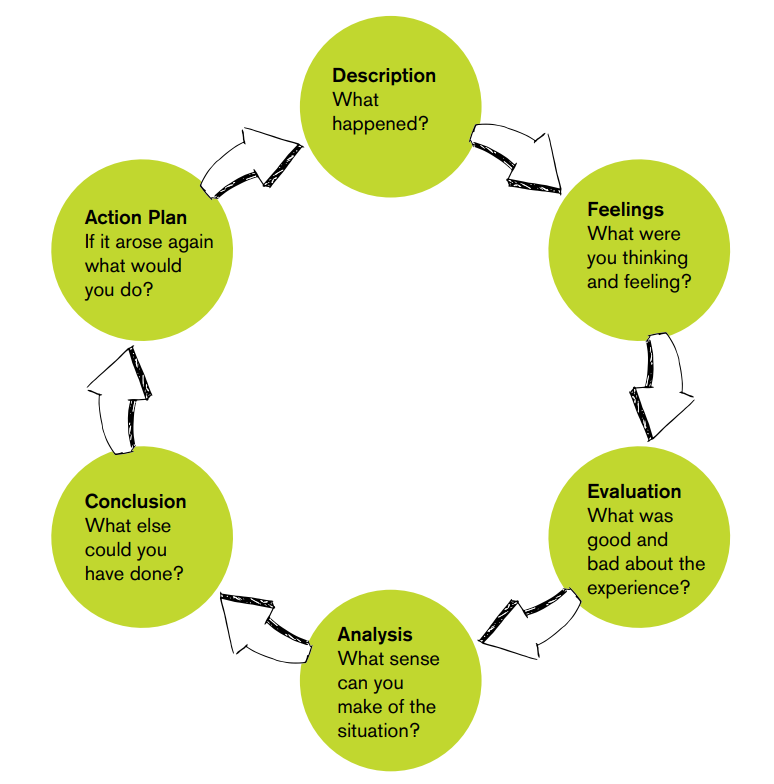 Description
What
happened?
Feelings
What were
you thinking
and feeling?
Evaluation
What was
good and
bad about the
experience?
Analysis
What sense
can you
make of the
situation?
Conclusion
What else
could you
have done?
Action Plan
If it arose again
what would
you do?